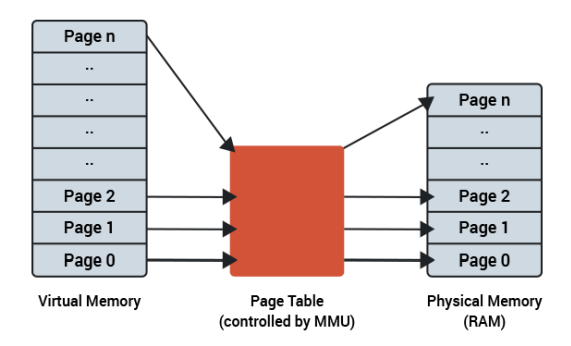 Page n
..
..
..
..
Page 2
Page 1
Page 0
Virtual Memory
Page Table
(controlled by MMU)
Page n
..
..
Page 2
Page 1
Page 0
Physical Memory
(RAM)